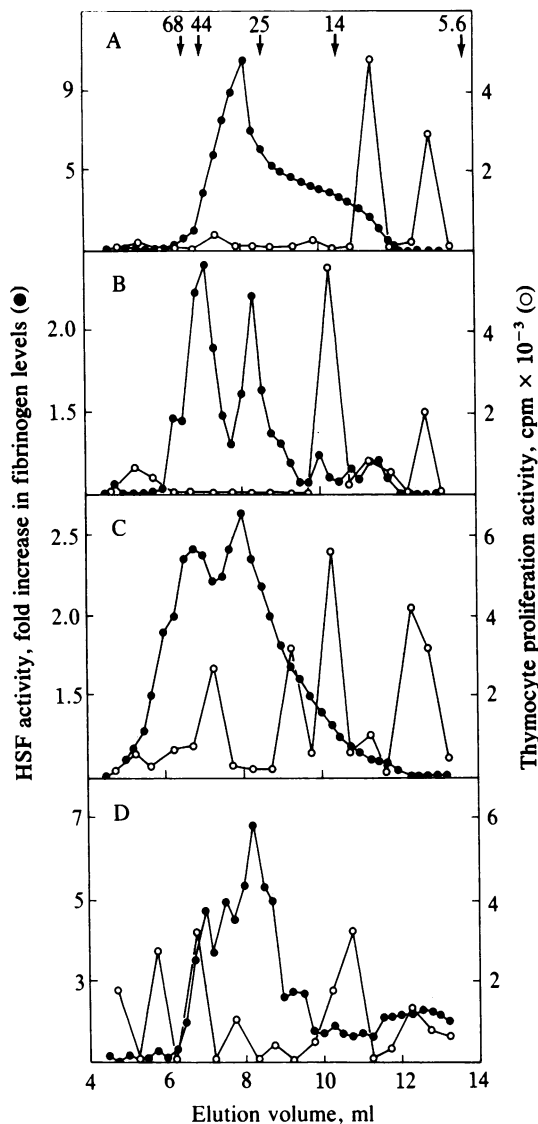 68 44 25 14 5.6
A
9
5
4
2
B
2.0
1.5
4
2
C
2.5
2.0
1.5
6
4
2
D
7
5
3
6
4
2
4 6 8 10 12 14
Elution volume, ml
HSF activity, fold increase in fibrinogen levels (●)
Thymocyte proliferation activity, cpm × 10⁻³ (○)